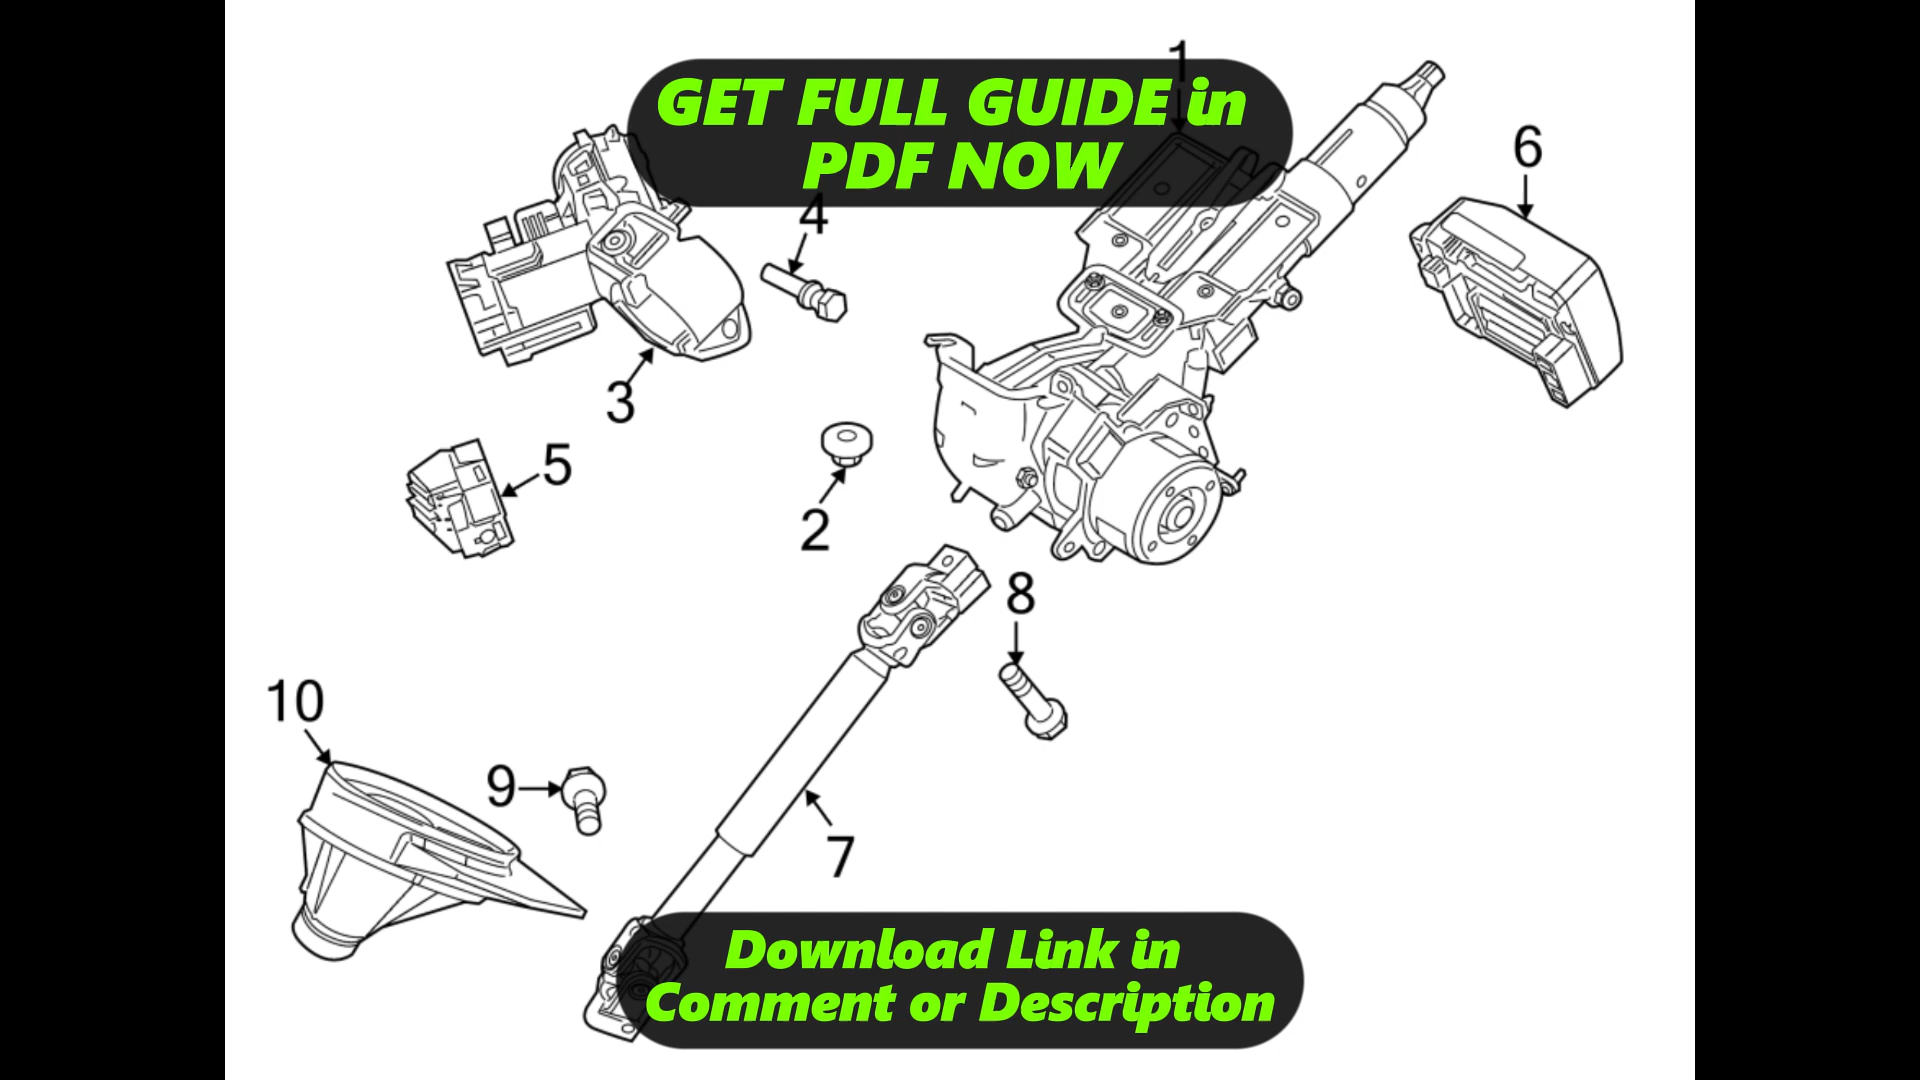 1
GET FULL GUIDE in
PDF NOW
6
4
3
5
2
8
10
9
7
Download Link in
Comment or Description